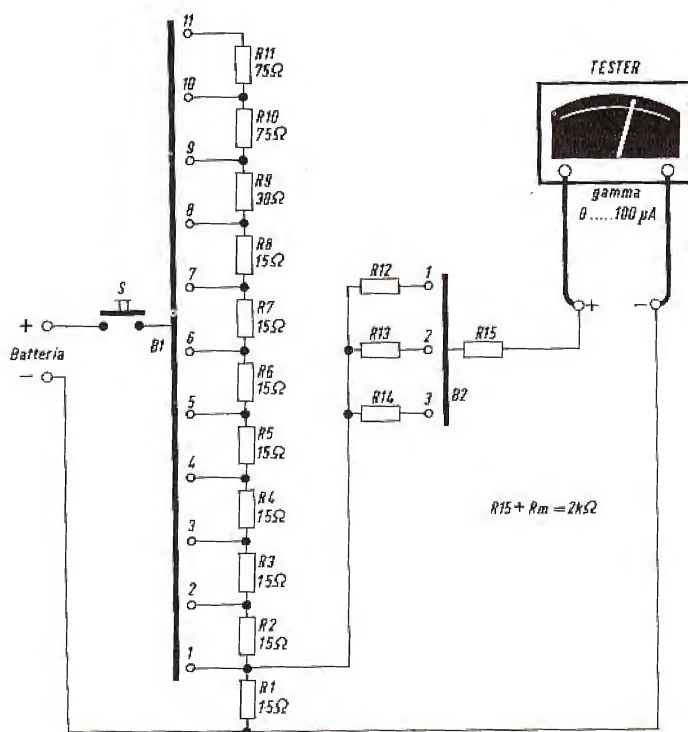 11
R11
75Ω
10
R10
75Ω
9
R9
30Ω
8
R8
15Ω
7
R7
15Ω
6
R6
15Ω
5
R5
15Ω
4
R4
15Ω
3
R3
15Ω
2
R2
15Ω
1
R1
15Ω
S
+
Batteria
−
B1
R12
1
R13
2
R14
3
B2
R15
TESTER
gamma
0.....100 µA
+
−
R15 + Rm = 2kΩ